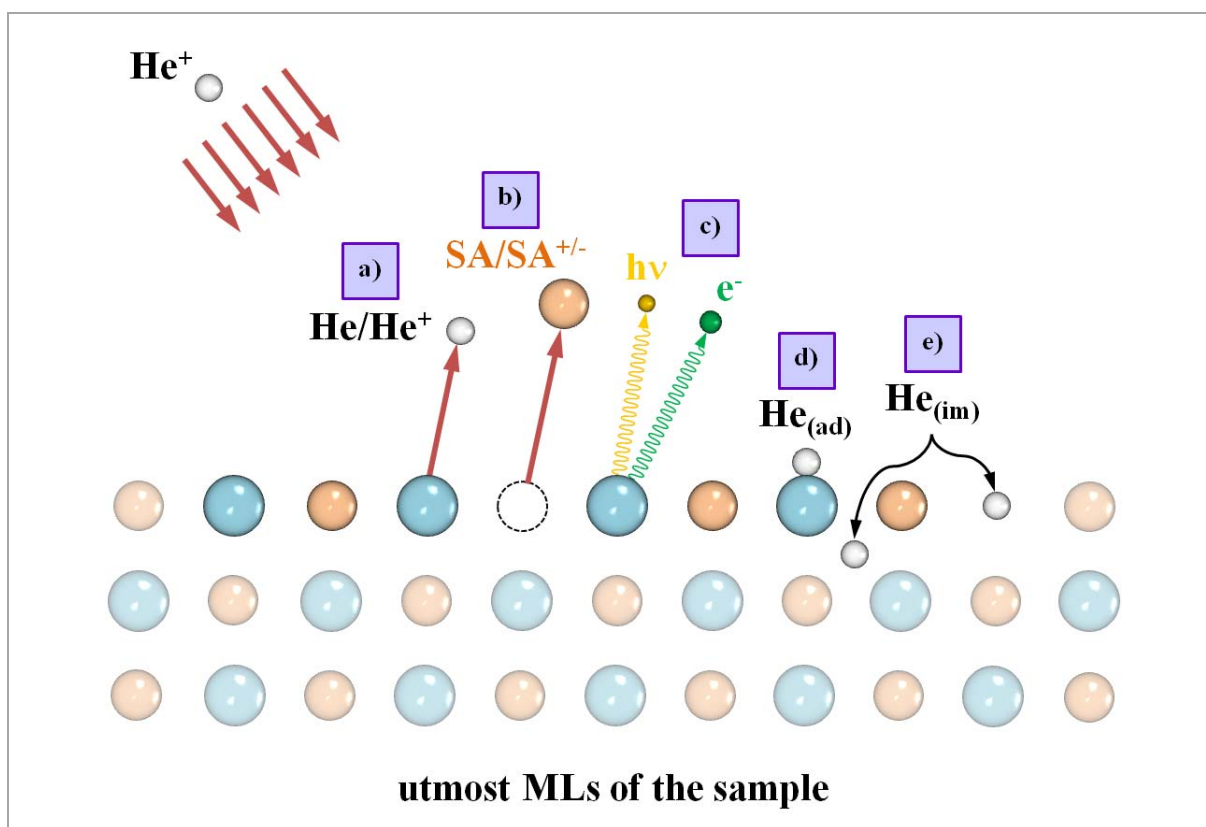 He⁺
b)
c)
SA/SA⁺/⁻
a)
hν
e⁻
He/He⁺
d)
e)
He(ad)
He(im)
utmost MLs of the sample